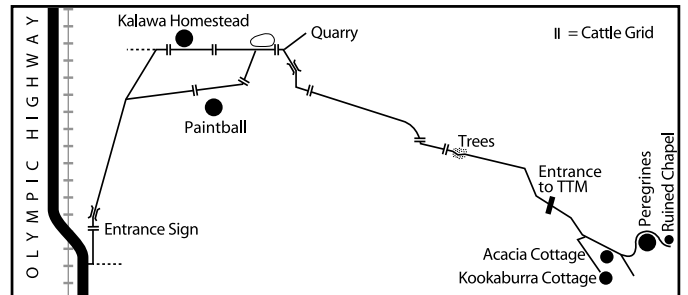 OLYMPIC HIGHWAY
Kalawa Homestead
Quarry
= Cattle Grid
Paintball
Trees
Entrance
to TTM
Peregrines
Ruined Chapel
Entrance Sign
Acacia Cottage
Kookaburra Cottage